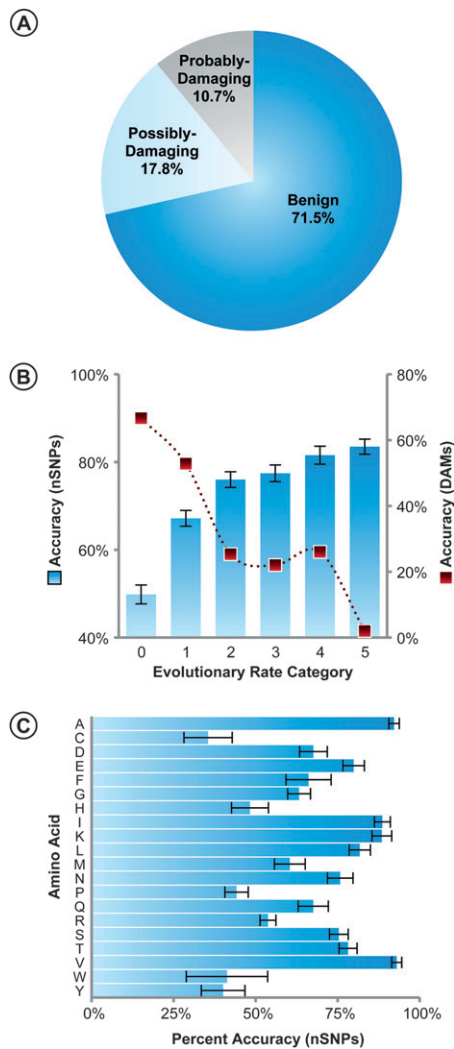 A
Probably-
Damaging
10.7%
Possibly-
Damaging
17.8%
Benign
71.5%
B
100%
80%
60%
40%
Accuracy (nSNPs)
80%
60%
40%
20%
0%
Accuracy (DAMs)
0 1 2 3 4 5
Evolutionary Rate Category
C
Amino Acid
A
C
D
E
F
G
H
I
K
L
M
N
P
Q
R
S
T
V
W
Y
0% 25% 50% 75% 100%
Percent Accuracy (nSNPs)